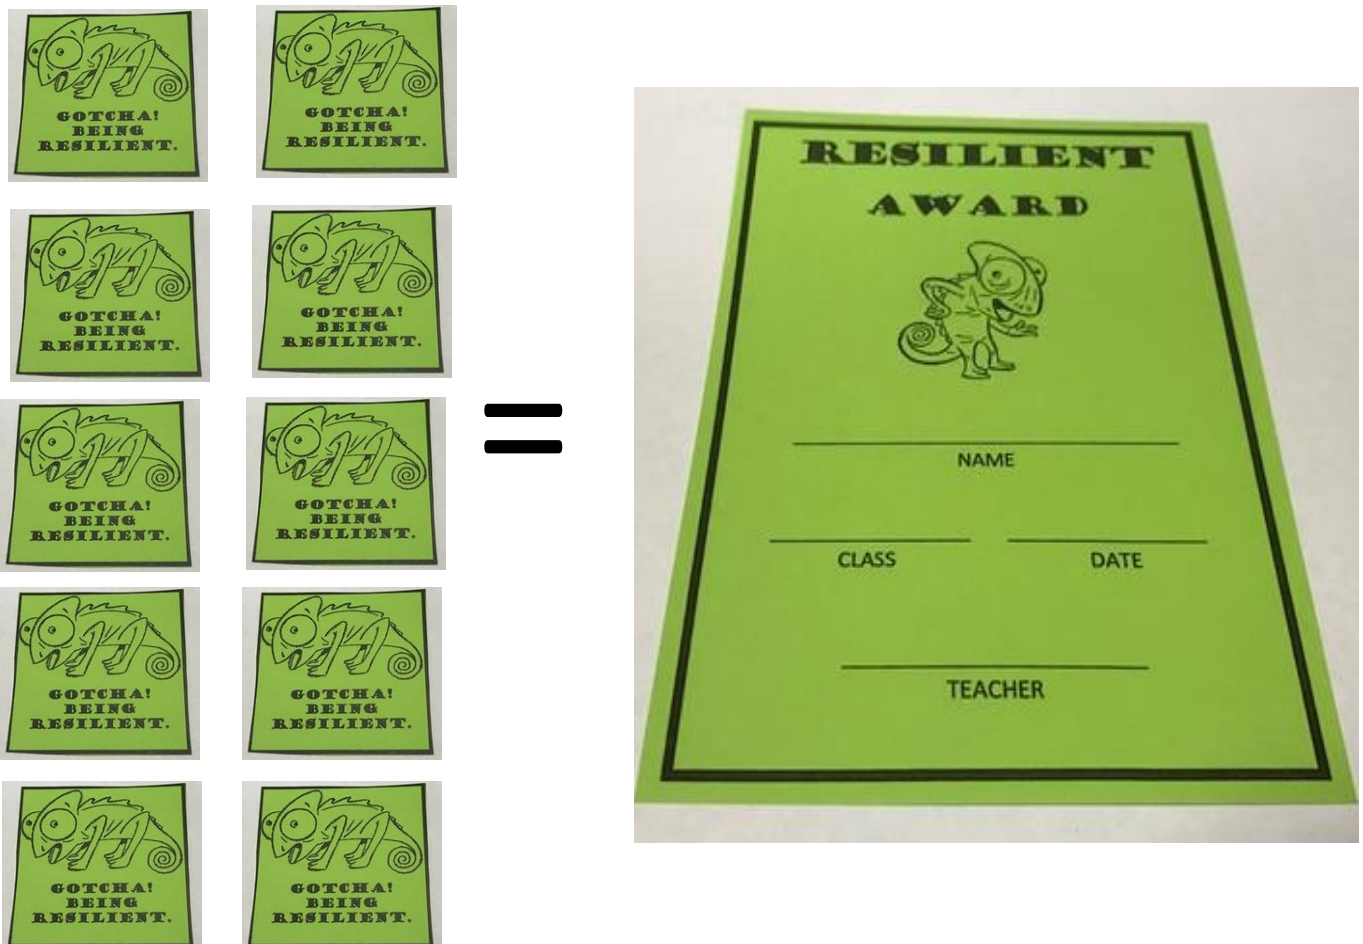 GOTCHA!
BEING
RESILIENT.
GOTCHA!
BEING
RESILIENT.
GOTCHA!
BEING
RESILIENT.
GOTCHA!
BEING
RESILIENT.
GOTCHA!
BEING
RESILIENT.
GOTCHA!
BEING
RESILIENT.
GOTCHA!
BEING
RESILIENT.
GOTCHA!
BEING
RESILIENT.
GOTCHA!
BEING
RESILIENT.
GOTCHA!
BEING
RESILIENT.
=
RESILIENT
AWARD
NAME
CLASS DATE
TEACHER